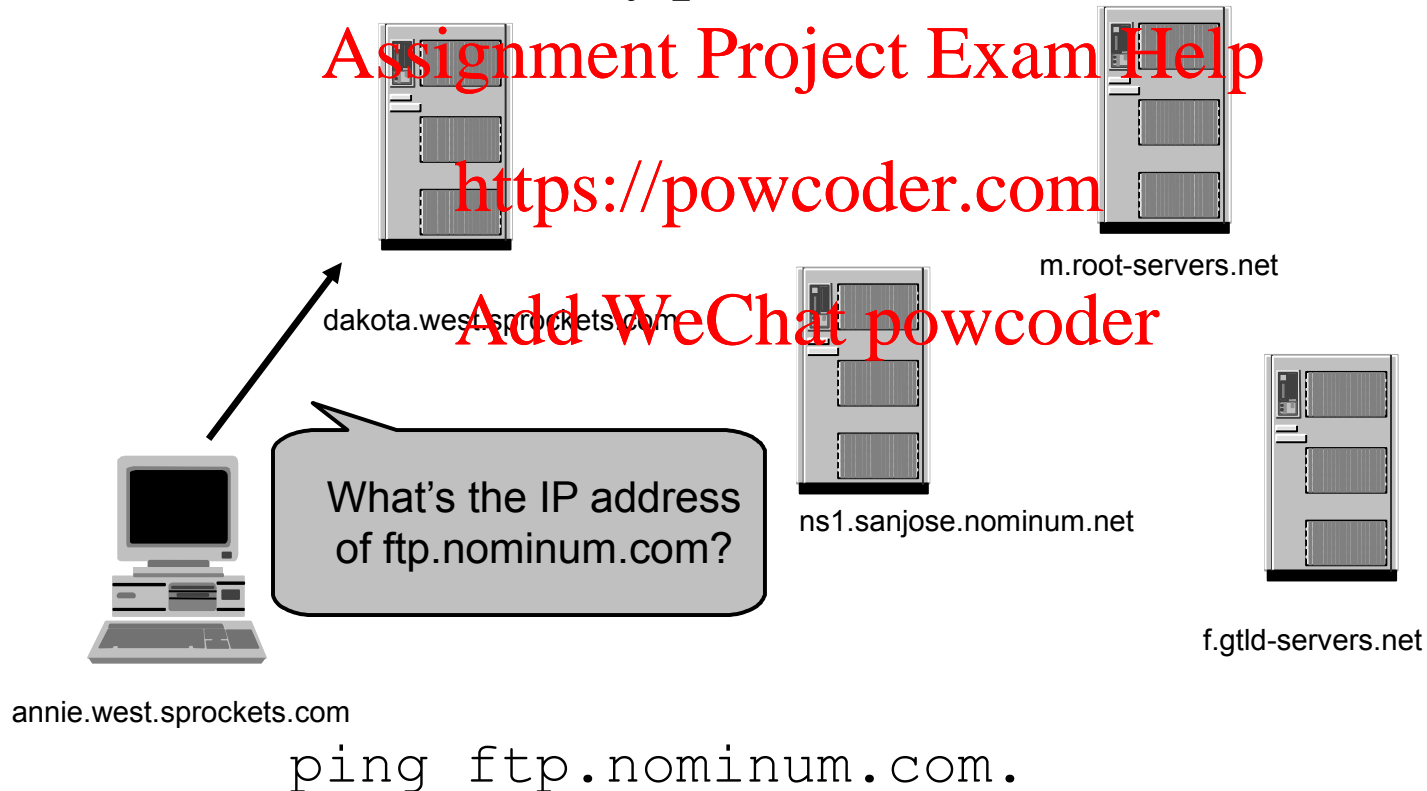 Assignment Project Exam Help
https://powcoder.com
m.root-servers.net
dakota.west.sprockets.com
Add WeChat powcoder
What's the IP address
of ftp.nominum.com?
ns1.sanjose.nominum.net
f.gtld-servers.net
annie.west.sprockets.com
ping ftp.nominum.com.